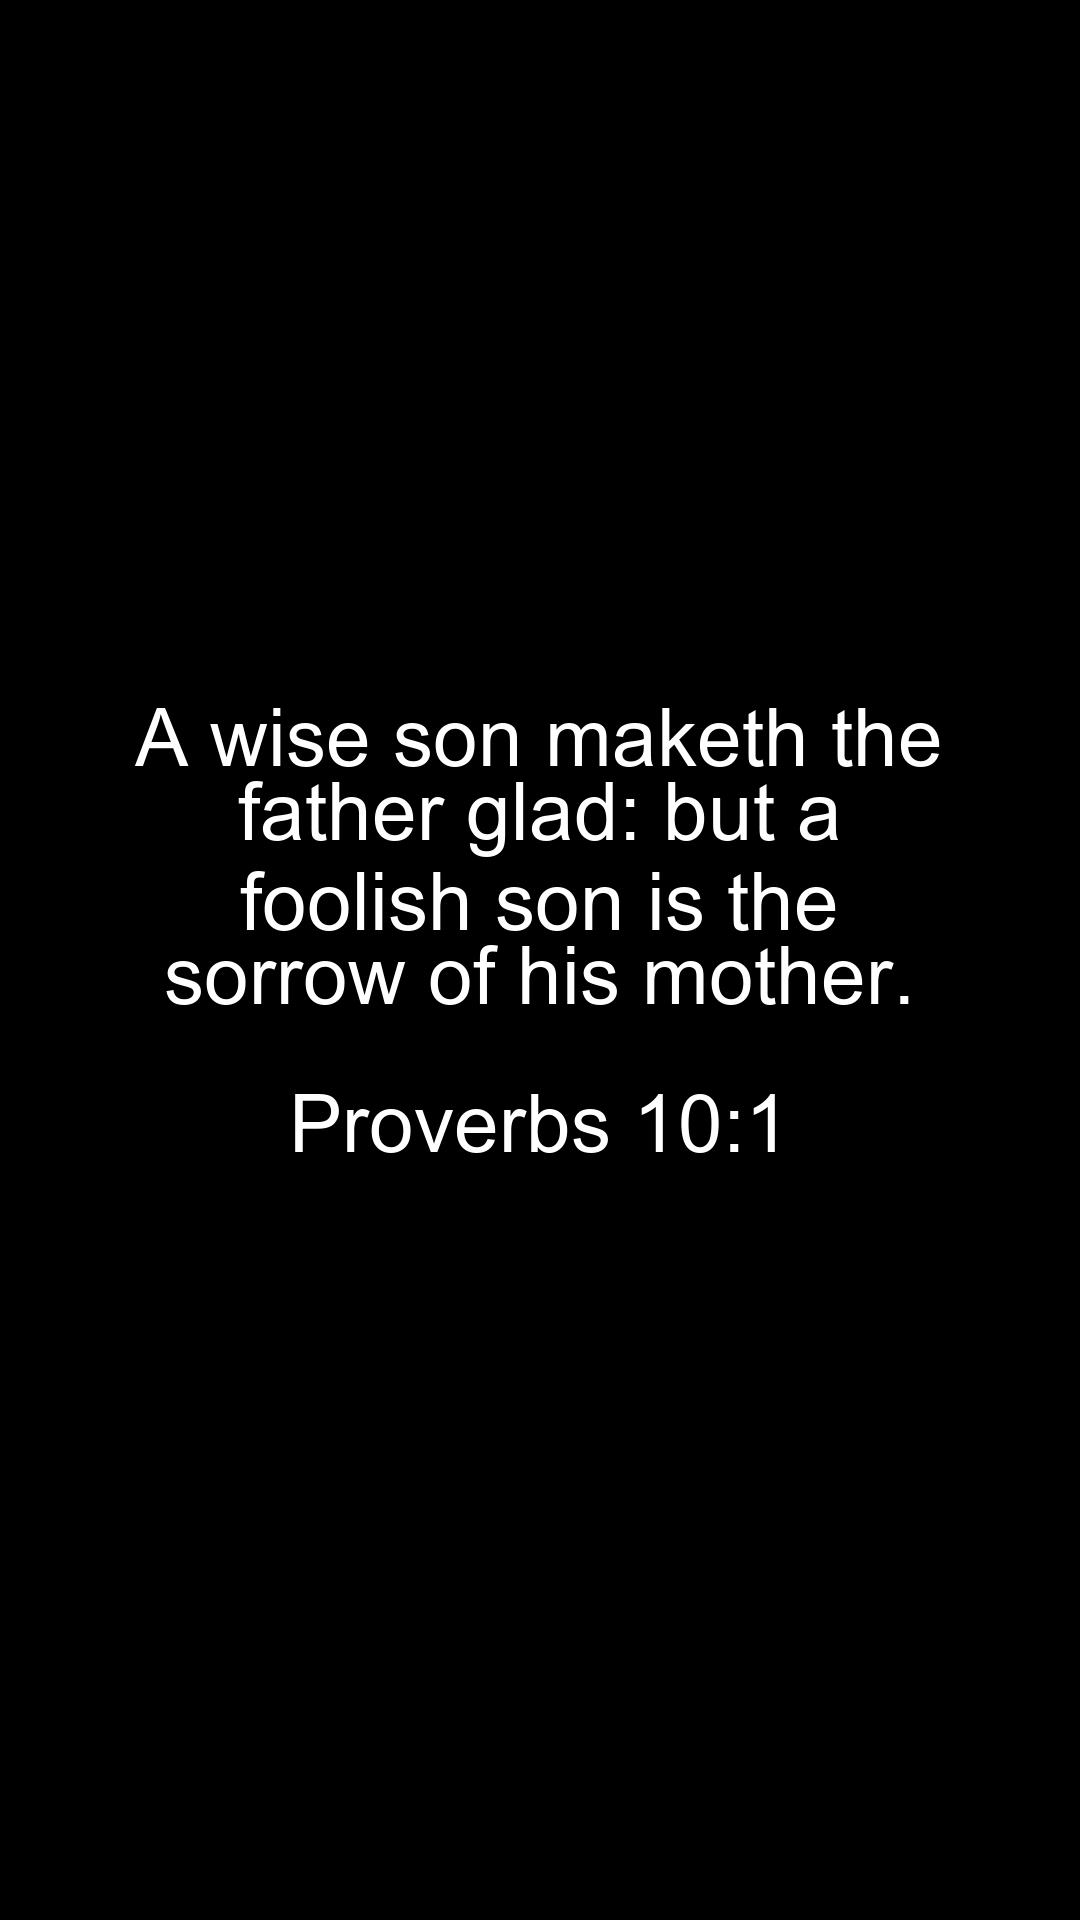 A wise son maketh the
father glad: but a
foolish son is the
sorrow of his mother.
Proverbs 10:1